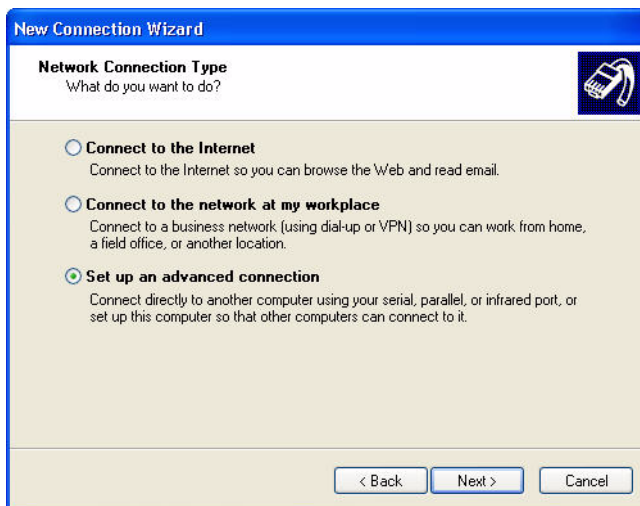 New Connection Wizard
Network Connection Type
What do you want to do?
Connect to the Internet
Connect to the Internet so you can browse the Web and read email.
Connect to the network at my workplace
Connect to a business network (using dial-up or VPN) so you can work from home,
a field office, or another location.
Set up an advanced connection
Connect directly to another computer using your serial, parallel, or infrared port, or
set up this computer so that other computers can connect to it.
< Back Next > Cancel